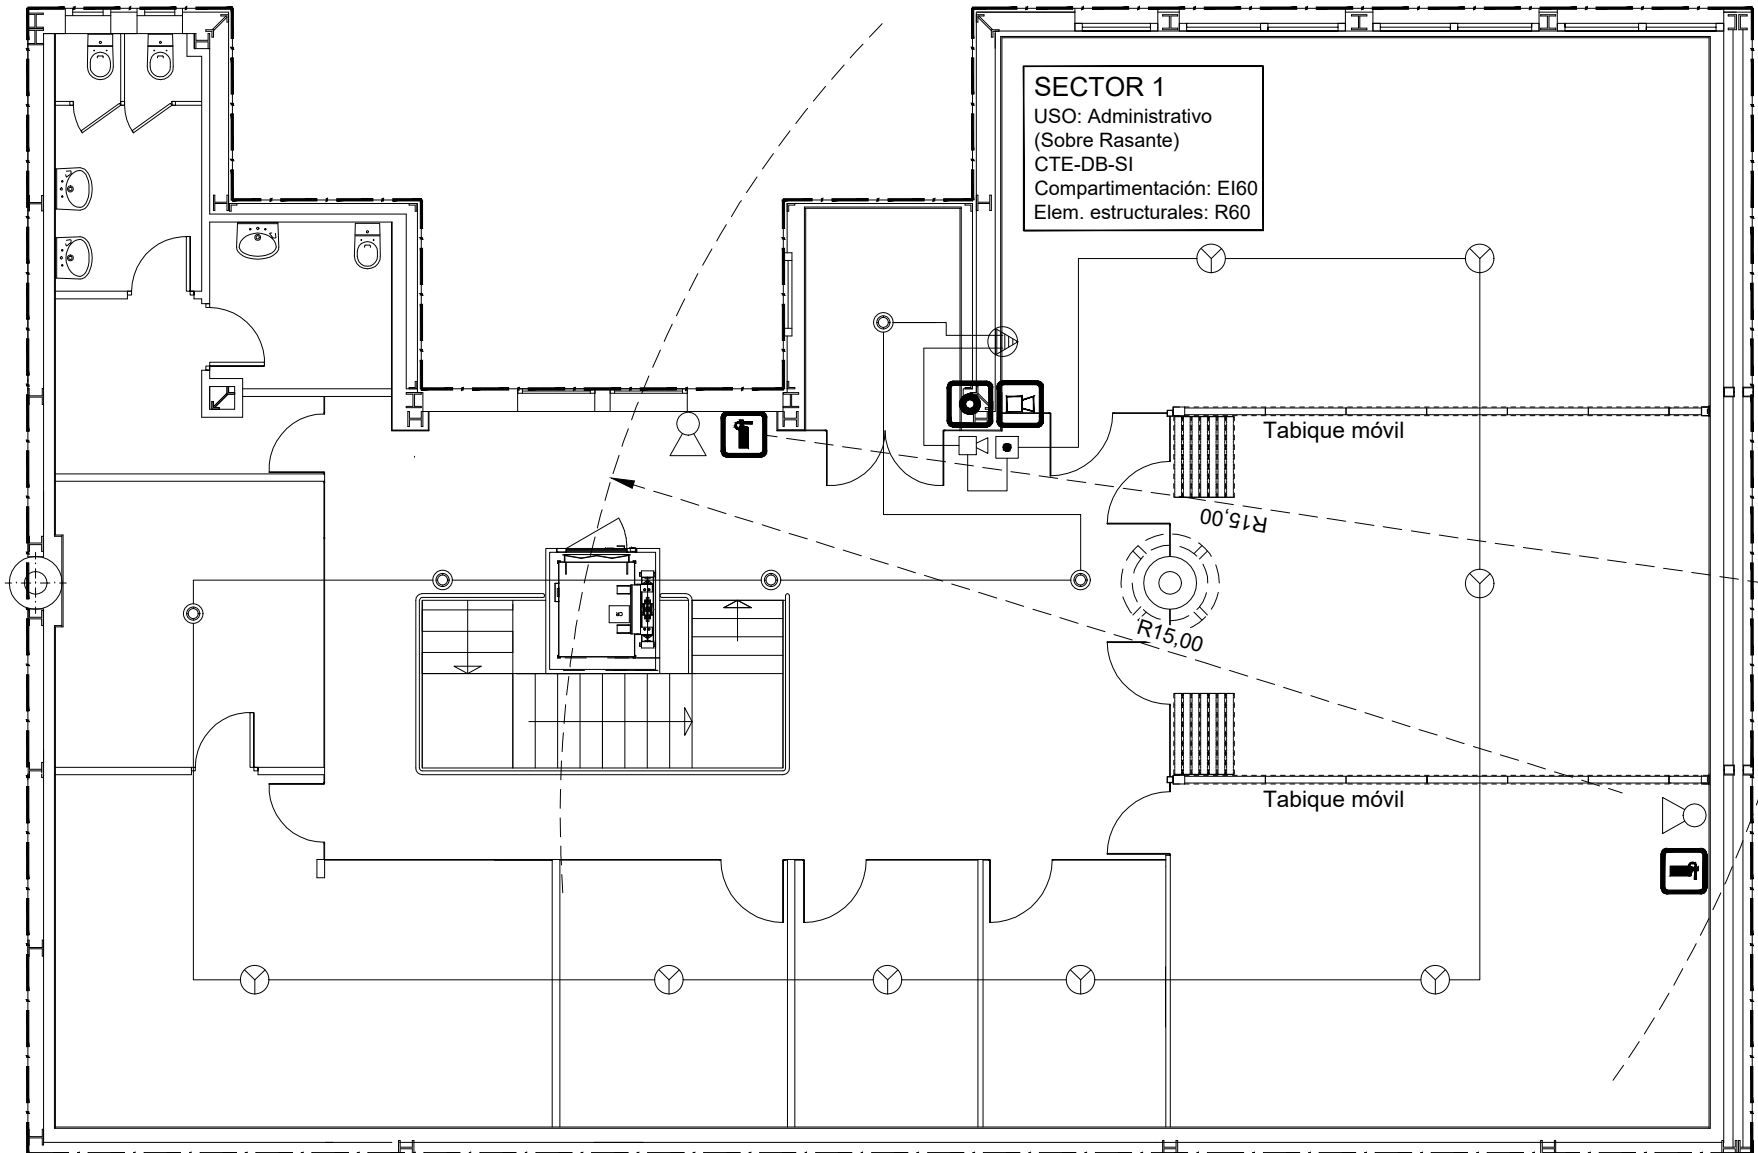 SECTOR 1
USO: Administrativo
(Sobre Rasante)
CTE-DB-SI
Compartimentación: EI60
Elem. estructurales: R60
Tabique móvil
R15,00
R15,00
Tabique móvil